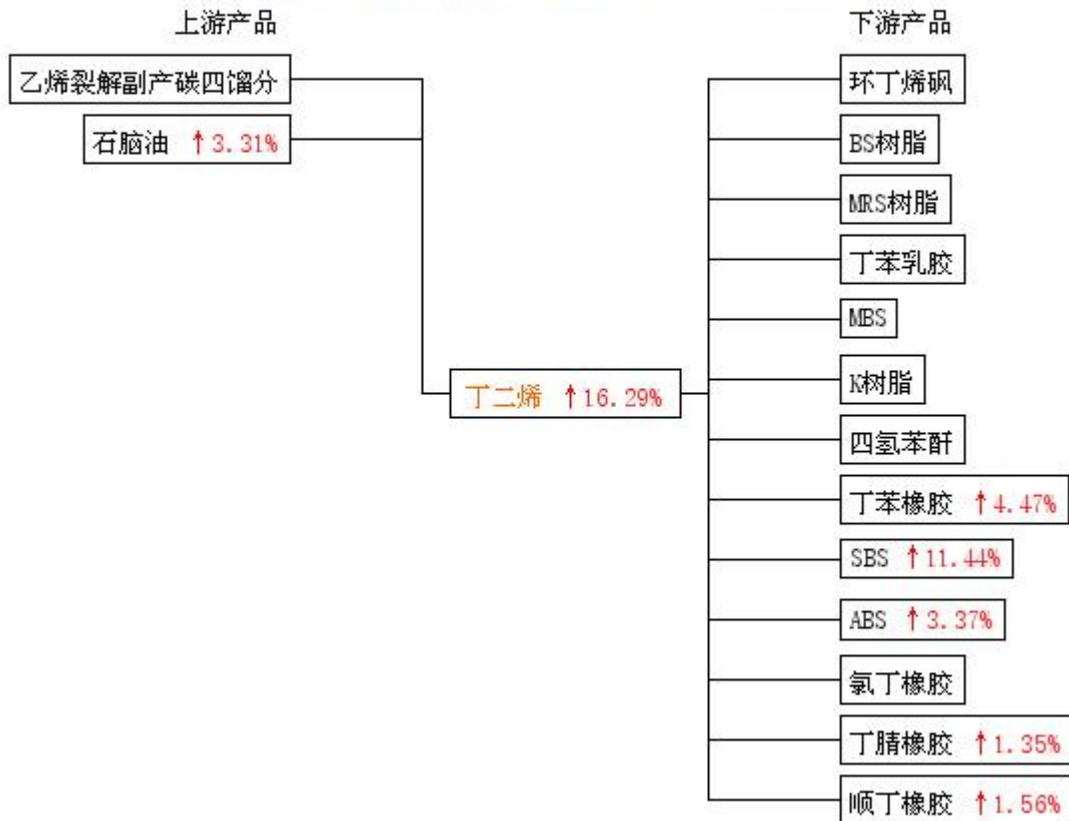 上游产品
乙烯裂解副产碳四馏分
石脑油 ↑3.31%
丁二烯 ↑16.29%
下游产品
环丁烯砜
BS树脂
MRS树脂
丁苯乳胶
MBS
K树脂
四氢苯酐
丁苯橡胶 ↑4.47%
SBS ↑11.44%
ABS ↑3.37%
氯丁橡胶
丁腈橡胶 ↑1.35%
顺丁橡胶 ↑1.56%